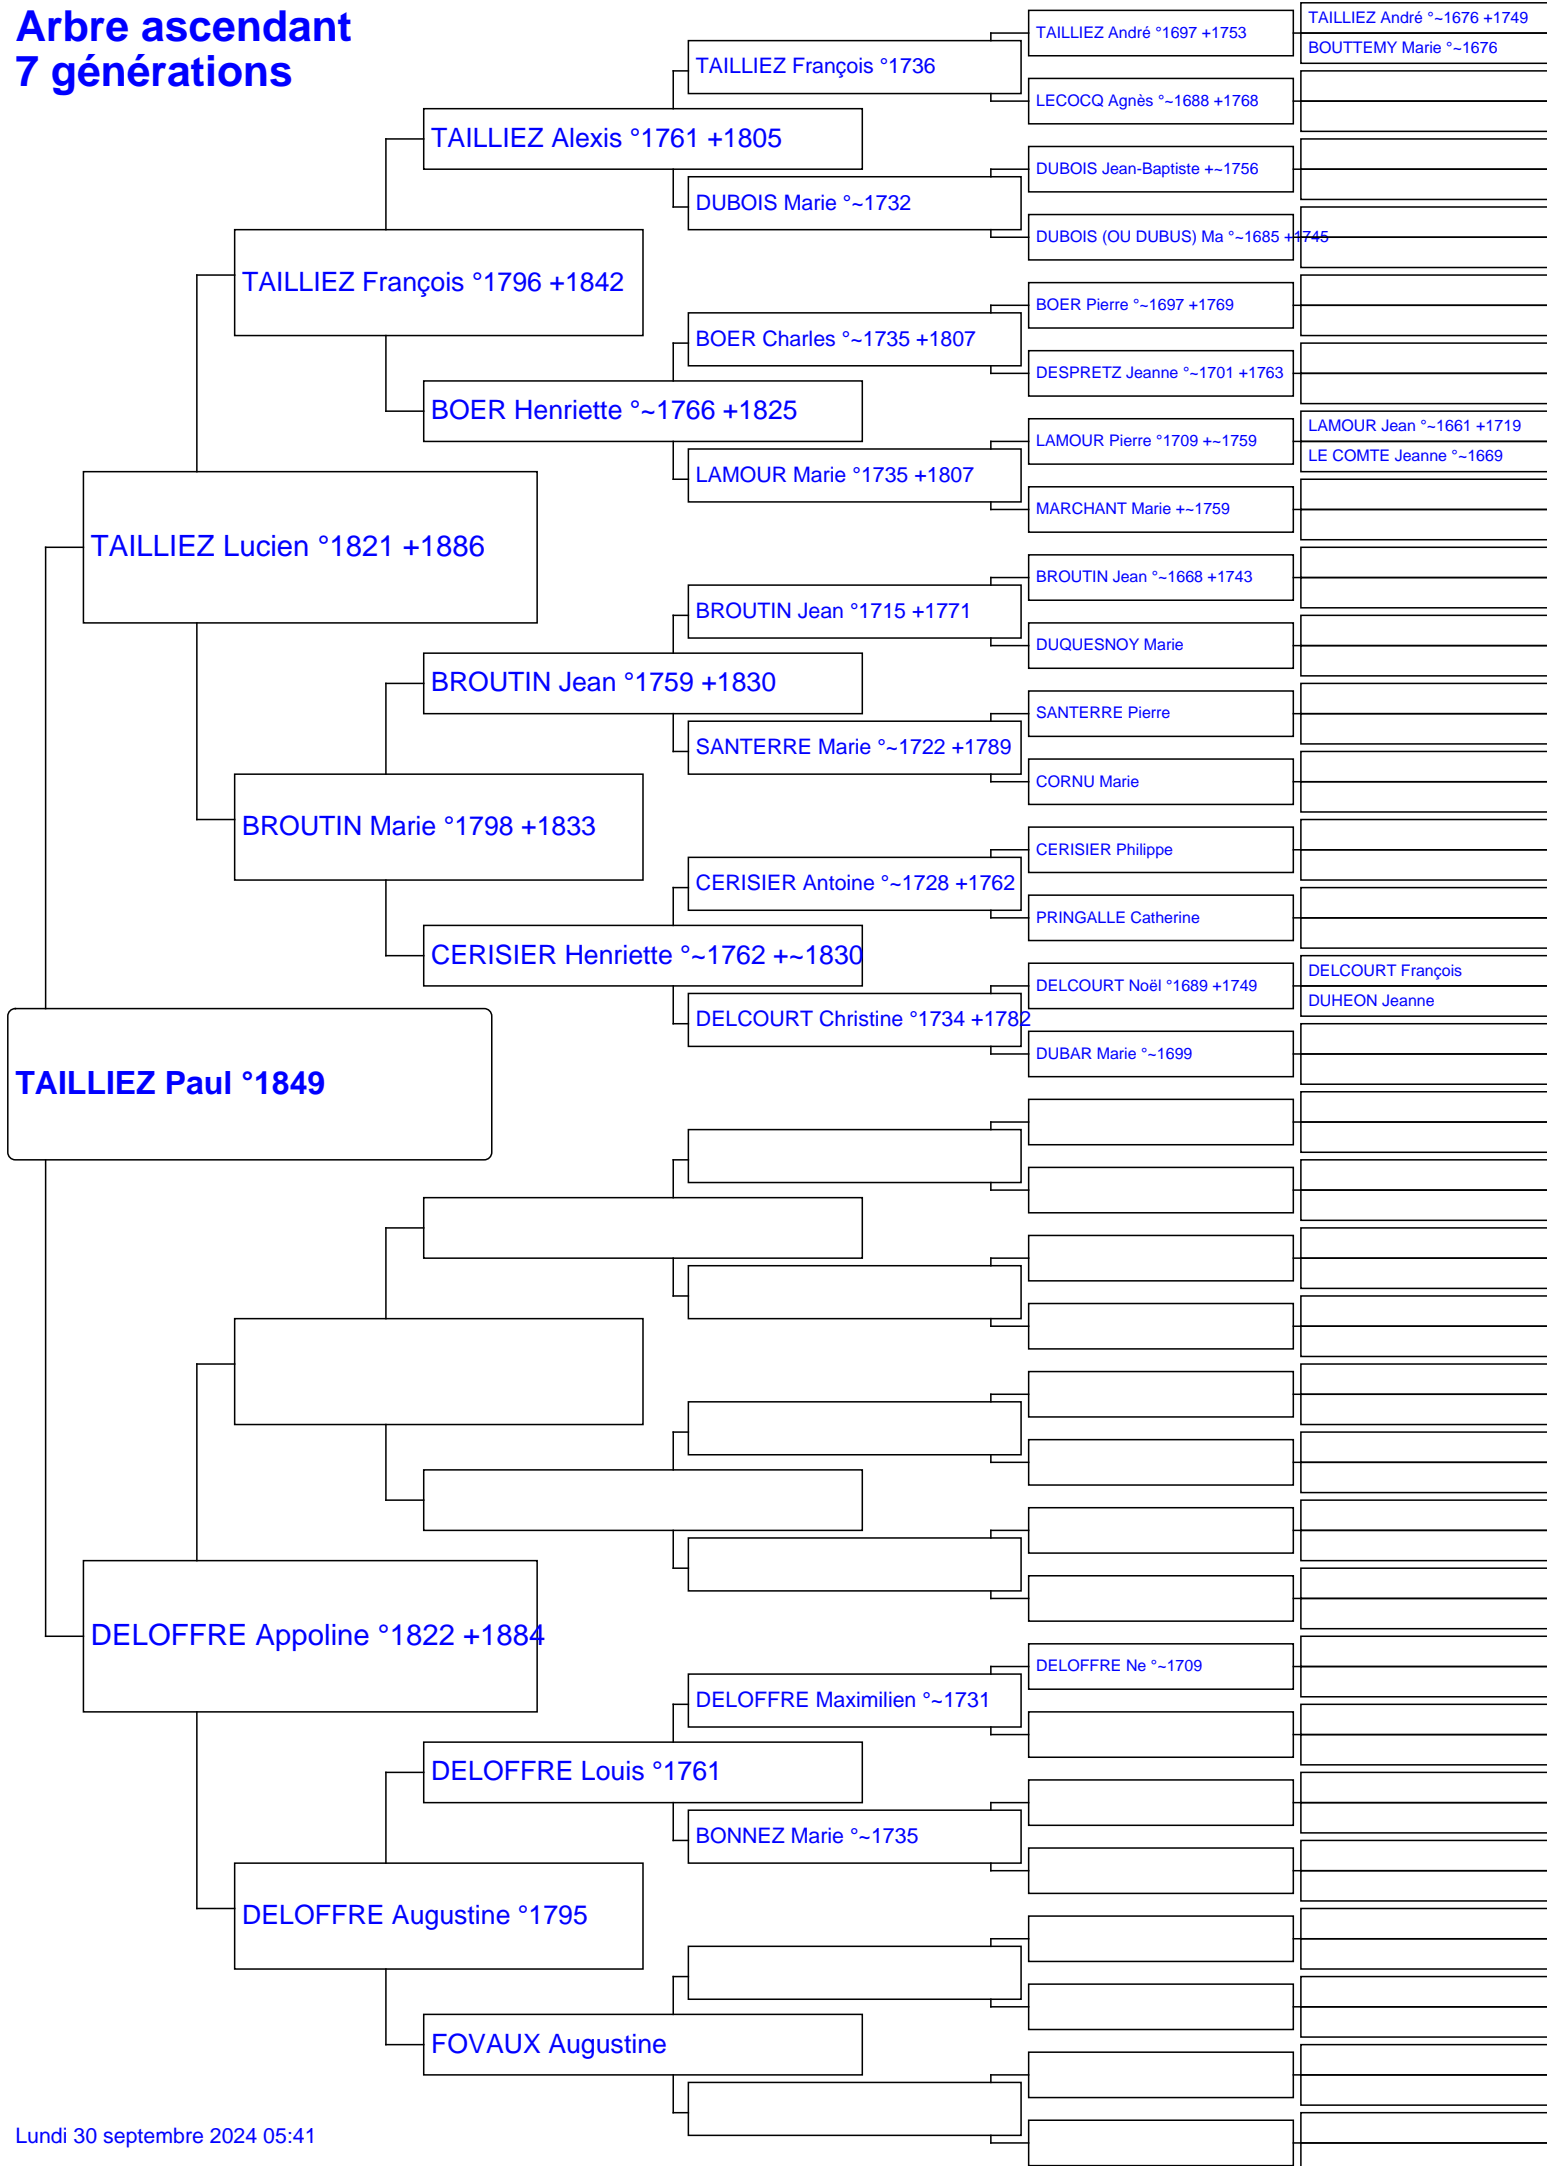 Arbre ascendant
7 générations
TAILLIEZ André °1697 +1753
TAILLIEZ André °~1676 +1749
BOUTTEMY Marie °~1676
TAILLIEZ François °1736
LECOCQ Agnès °~1688 +1768
TAILLIEZ Alexis °1761 +1805
DUBOIS Jean-Baptiste +~1756
DUBOIS Marie °~1732
DUBOIS (OU DUBUS) Ma °~1685 +1745
TAILLIEZ François °1796 +1842
BOER Pierre °~1697 +1769
BOER Charles °~1735 +1807
DESPRETZ Jeanne °~1701 +1763
BOER Henriette °~1766 +1825
LAMOUR Pierre °1709 +~1759
LAMOUR Jean °~1661 +1719
LE COMTE Jeanne °~1669
LAMOUR Marie °1735 +1807
MARCHANT Marie +~1759
TAILLIEZ Lucien °1821 +1886
BROUTIN Jean °~1668 +1743
BROUTIN Jean °1715 +1771
DUQUESNOY Marie
BROUTIN Jean °1759 +1830
SANTERRE Pierre
SANTERRE Marie °~1722 +1789
CORNU Marie
BROUTIN Marie °1798 +1833
CERISIER Philippe
CERISIER Antoine °~1728 +1762
PRINGALLE Catherine
CERISIER Henriette °~1762 +~1830
DELCOURT Noël °1689 +1749
DELCOURT François
DUHEON Jeanne
DELCOURT Christine °1734 +1782
DUBAR Marie °~1699
TAILLIEZ Paul °1849
DELOFFRE Appoline °1822 +1884
DELOFFRE Ne °~1709
DELOFFRE Maximilien °~1731
DELOFFRE Louis °1761
BONNEZ Marie °~1735
DELOFFRE Augustine °1795
FOVAUX Augustine
Lundi 30 septembre 2024 05:41